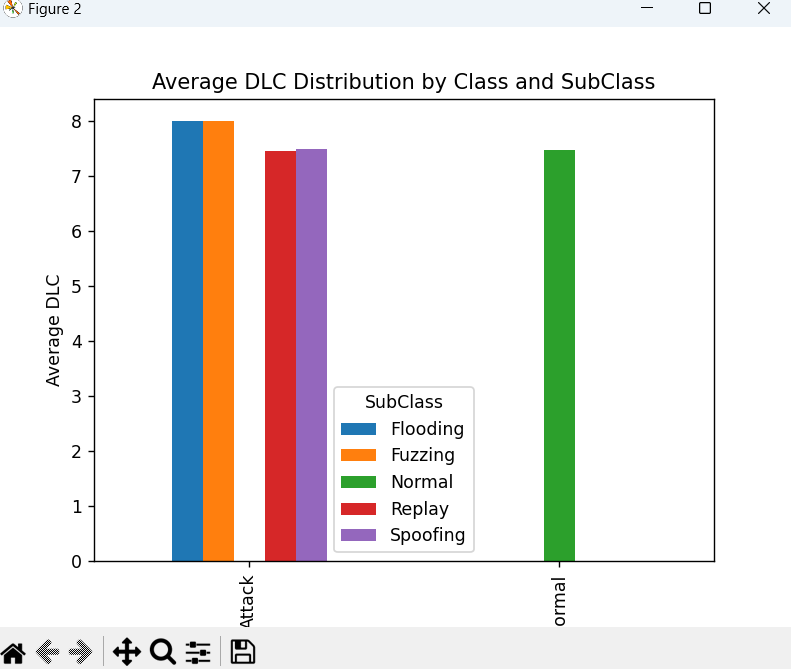 Figure 2
Average DLC Distribution by Class and SubClass
8
7
6
5
4
3
2
1
0
Average DLC
SubClass
Flooding
Fuzzing
Normal
Replay
Spoofing
Attack
ormal